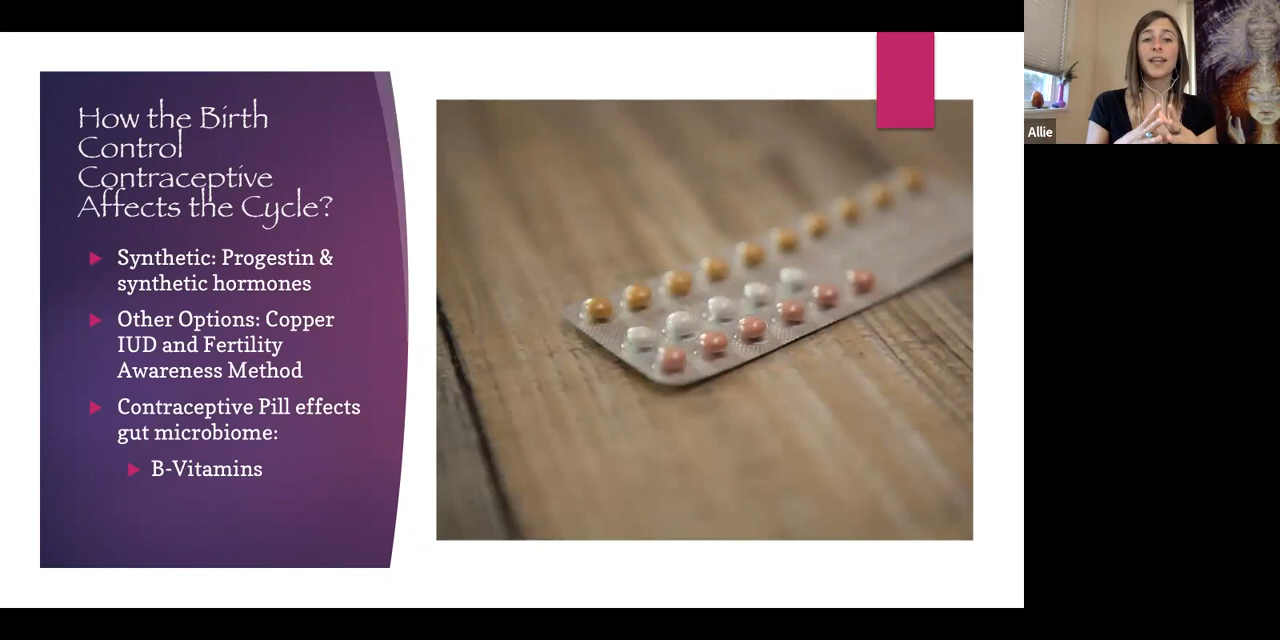 How the Birth
Control
Contraceptive
Affects the Cycle?
Synthetic: Progestin &
synthetic hormones
Other Options: Copper
IUD and Fertility
Awareness Method
Contraceptive Pill effects
gut microbiome:
B-Vitamins
Allie